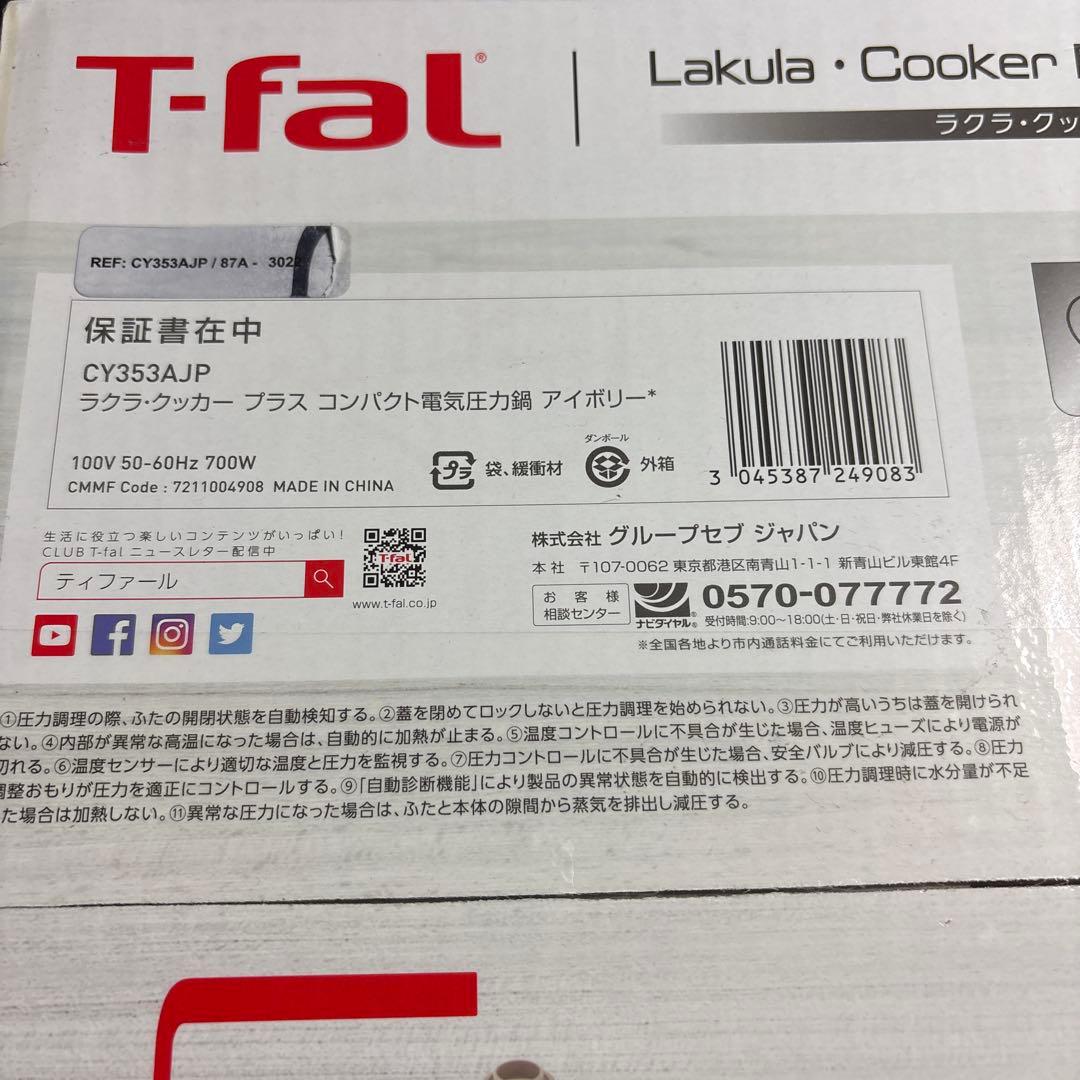 T-fal®
Lakula・Cooker
ラクラ・クッ
REF: CY353AJP / 87A - 3022
保証書在中
CY353AJP
ラクラ・クッカー プラス コンパクト電気圧力鍋 アイボリー*
100V 50-60Hz 700W
CMMF Code : 7211004908 MADE IN CHINA
プラ
袋、緩衝材
ダンボール
外箱
3 045387 249083
生活に役立つ楽しいコンテンツがいっぱい!
CLUB T-fal ニュースレター配信中
ティファール
T-fal
www.t-fal.co.jp
株式会社 グループセブ ジャパン
本 社 〒107-0062 東京都港区南青山1-1-1 新青山ビル東館4F
お客様
相談センター
ナビダイヤル®
0570-077772
受付時間:9:00~18:00(土・日・祝日・弊社休業日を除く)
※全国各地より市内通話料金にてご利用いただけます。
①圧力調理の際、ふたの開閉状態を自動検知する。②蓋を閉めてロックしないと圧力調理を始められない。③圧力が高いうちは蓋を開けられ
ない。④内部が異常な高温になった場合は、自動的に加熱が止まる。⑤温度コントロールに不具合が生じた場合、温度ヒューズにより電源が
切れる。⑥温度センサーにより適切な温度と圧力を監視する。⑦圧力コントロールに不具合が生じた場合、安全バルブにより減圧する。⑧圧力
調整おもりが圧力を適正にコントロールする。⑨「自動診断機能」により製品の異常状態を自動的に検出する。⑩圧力調理時に水分量が不足
た場合は加熱しない。⑪異常な圧力になった場合は、ふたと本体の隙間から蒸気を排出し減圧する。